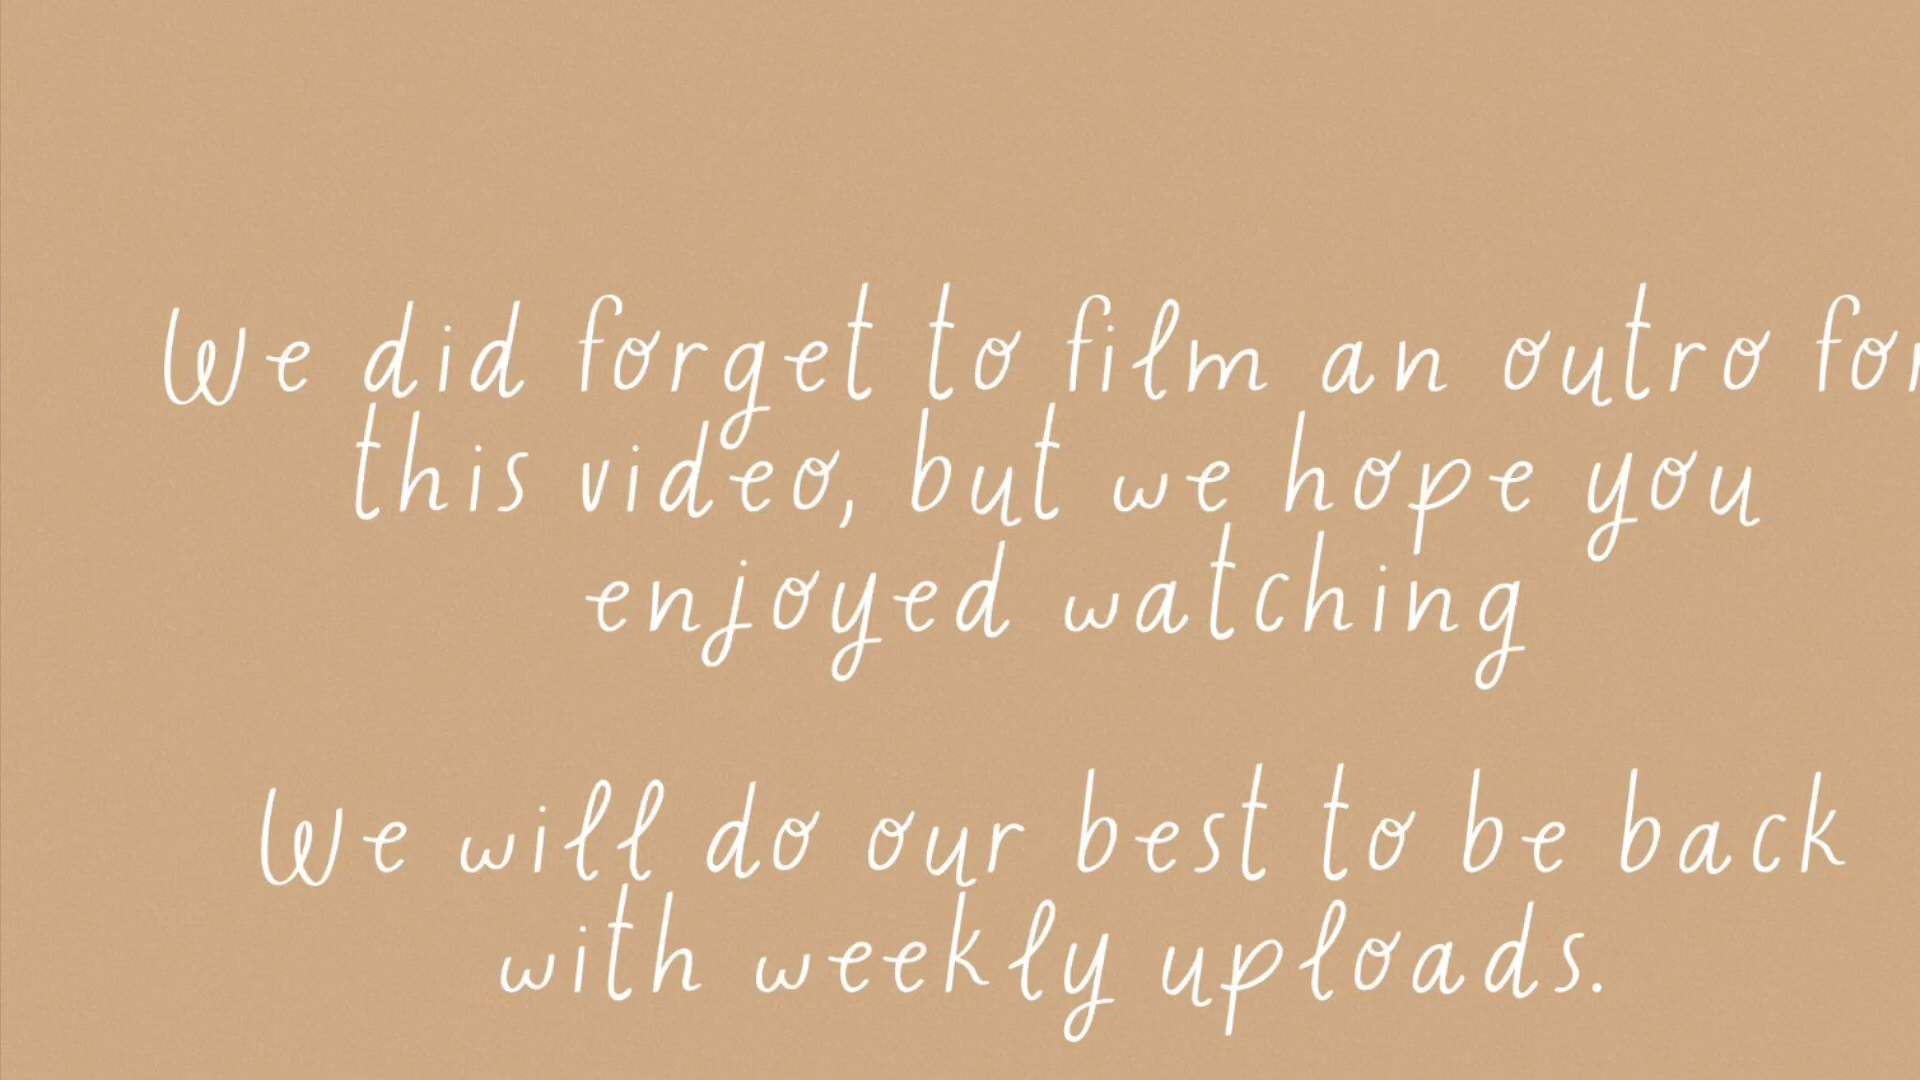 We did forget to film an outro for
this video, but we hope you
enjoyed watching
We will do our best to be back
with weekly uploads.